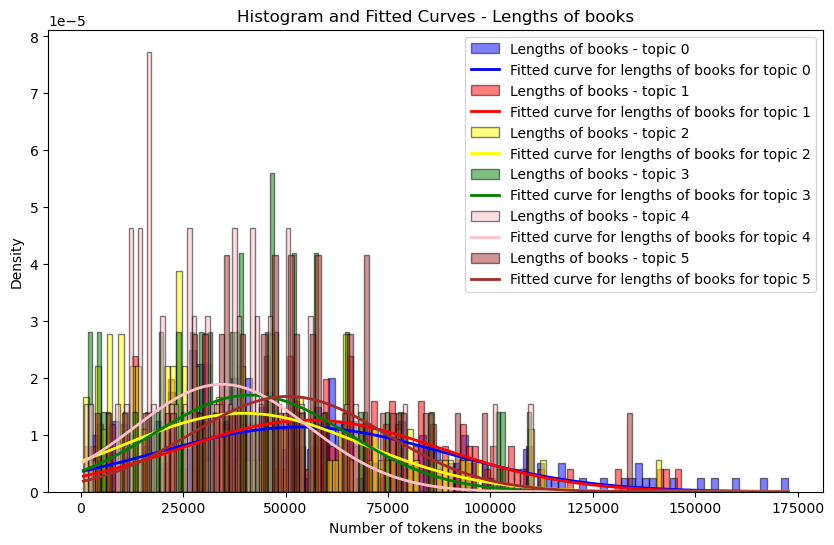 Histogram and Fitted Curves - Lengths of books
1e−5
8
7
6
5
4
3
2
1
0
Density
Lengths of books - topic 0
Fitted curve for lengths of books for topic 0
Lengths of books - topic 1
Fitted curve for lengths of books for topic 1
Lengths of books - topic 2
Fitted curve for lengths of books for topic 2
Lengths of books - topic 3
Fitted curve for lengths of books for topic 3
Lengths of books - topic 4
Fitted curve for lengths of books for topic 4
Lengths of books - topic 5
Fitted curve for lengths of books for topic 5
0 25000 50000 75000 100000 125000 150000 175000
Number of tokens in the books